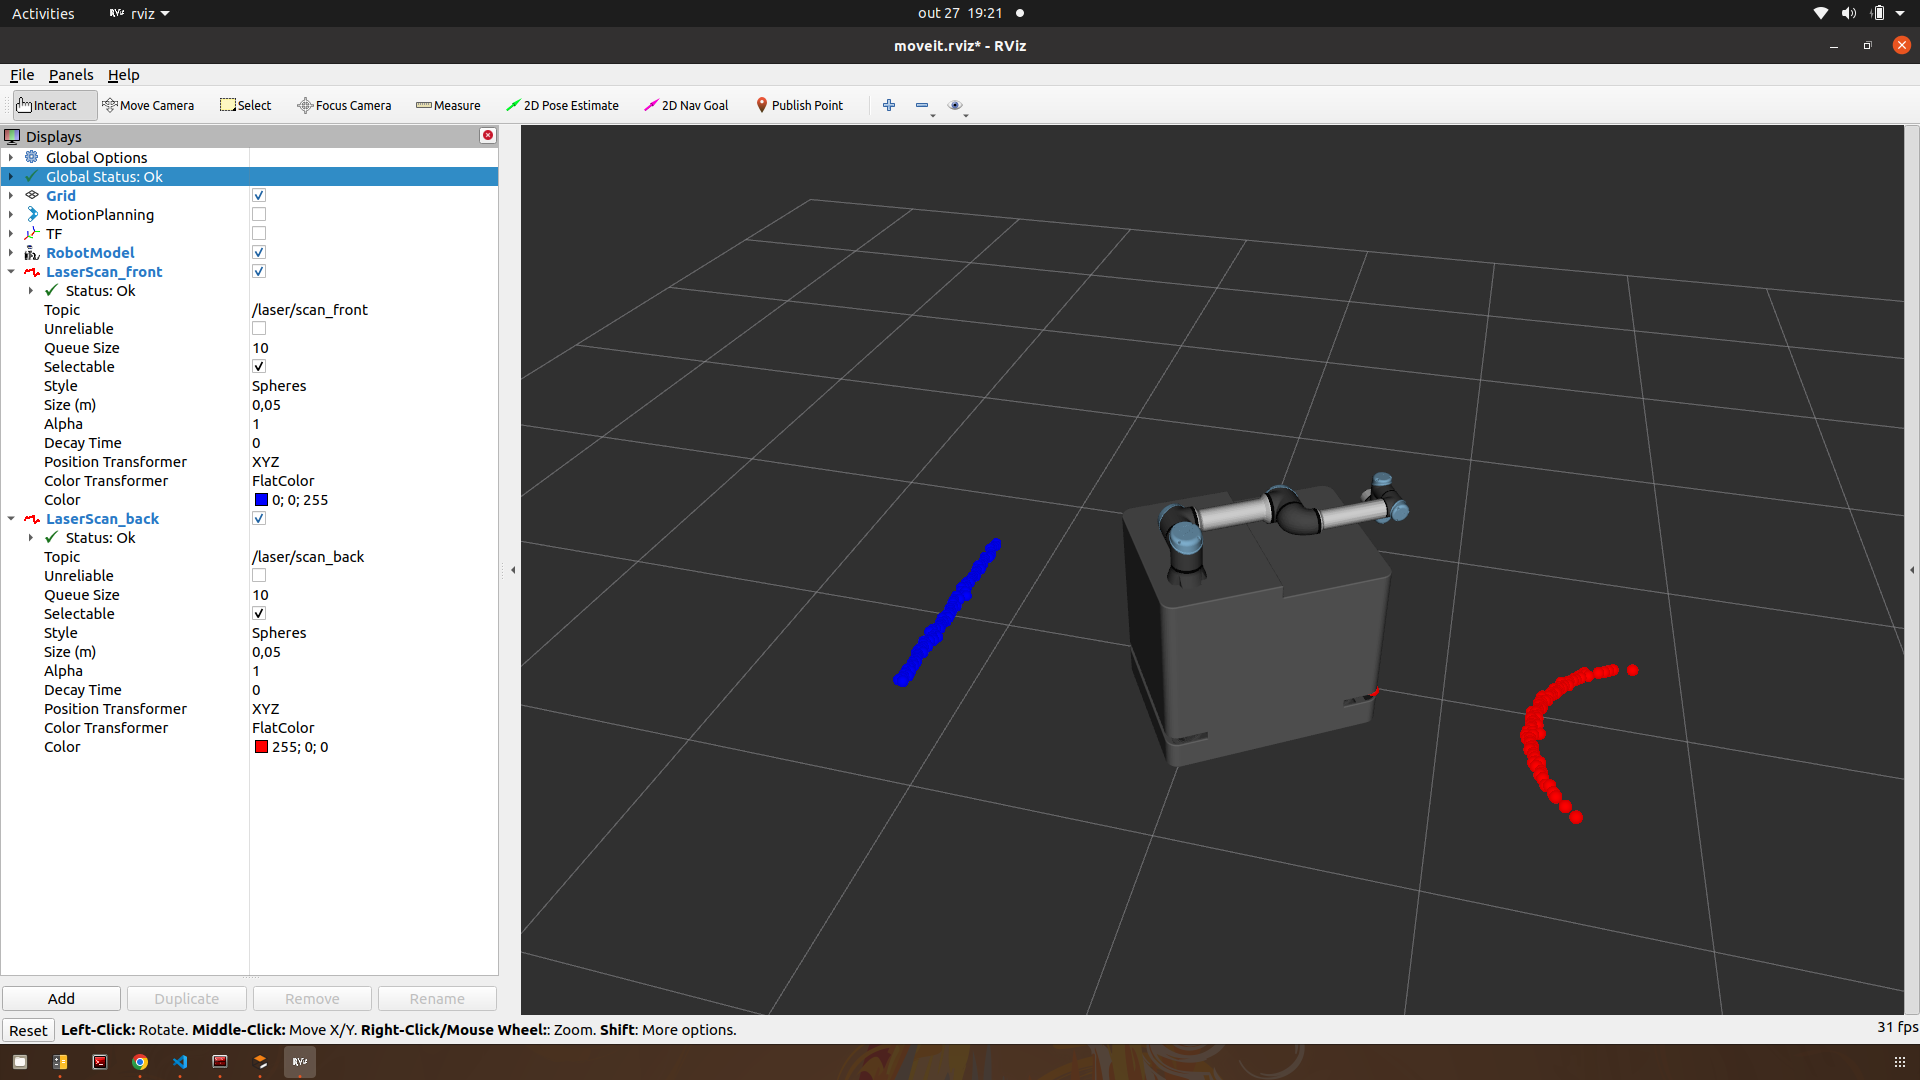 Activities RViz rviz out 27 19:21
moveit.rviz* - RViz
File Panels Help
Interact Move Camera Select Focus Camera Measure 2D Pose Estimate 2D Nav Goal Publish Point
Displays
Global Options
Global Status: Ok
Grid
MotionPlanning
TF
RobotModel
LaserScan_front
Status: Ok
Topic /laser/scan_front
Unreliable
Queue Size 10
Selectable
Style Spheres
Size (m) 0,05
Alpha 1
Decay Time 0
Position Transformer XYZ
Color Transformer FlatColor
Color 0; 0; 255
LaserScan_back
Status: Ok
Topic /laser/scan_back
Unreliable
Queue Size 10
Selectable
Style Spheres
Size (m) 0,05
Alpha 1
Decay Time 0
Position Transformer XYZ
Color Transformer FlatColor
Color 255; 0; 0
Add Duplicate Remove Rename
Reset Left-Click: Rotate. Middle-Click: Move X/Y. Right-Click/Mouse Wheel:: Zoom. Shift: More options. 31 fps
RViz